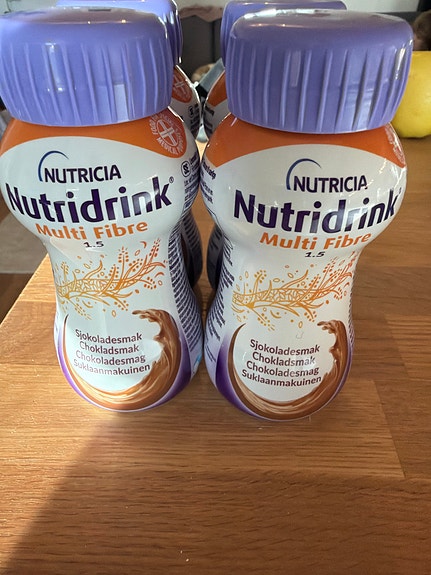 NUTRICIA
Nutridrink®
Multi Fibre
1.5
Sjokoladesmak
Chokladsmak
Chokoladesmag
Suklaanmakuinen
NUTRICIA
Nutridrink
Multi Fibre
1.5
Sjokoladesmak
Chokladsmak
Chokoladesmag
Suklaanmakuinen